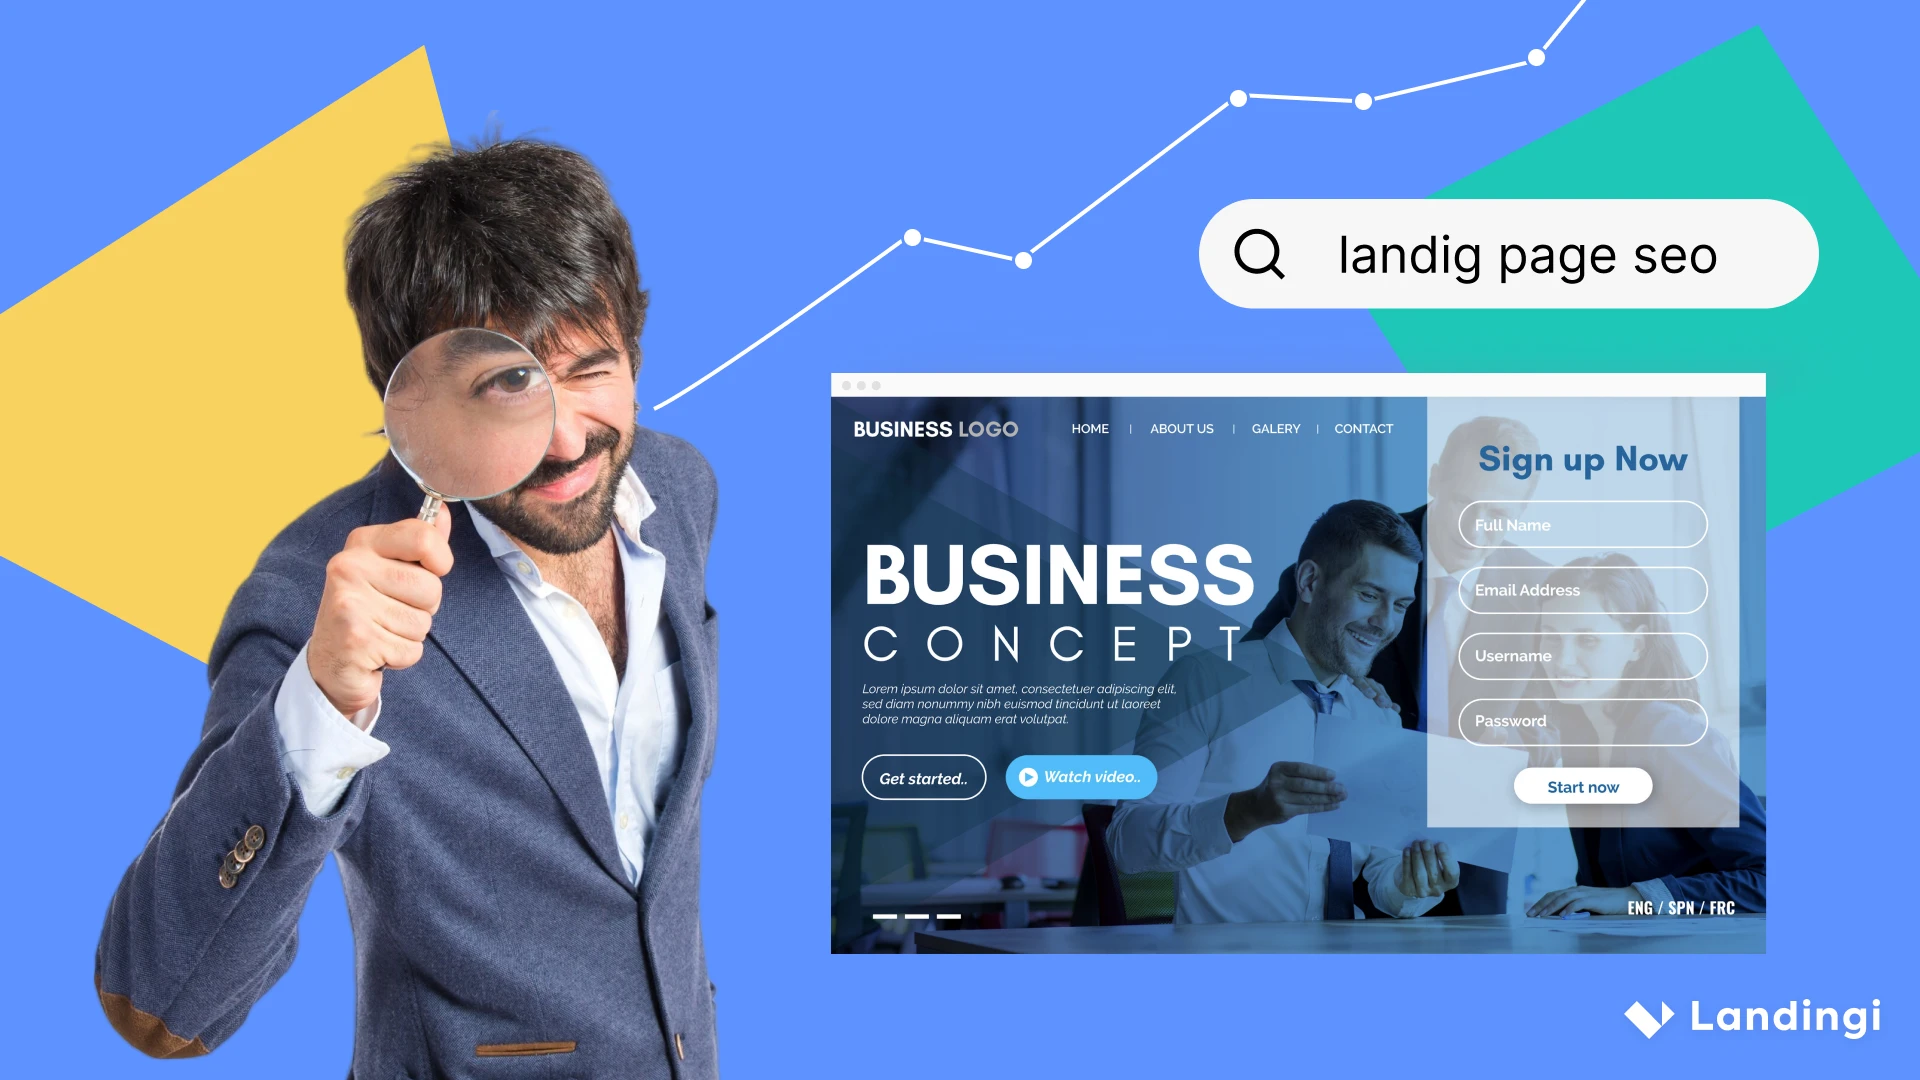 landig page seo
BUSINESS LOGO
HOME | ABOUT US | GALERY | CONTACT
BUSINESS
CONCEPT
Lorem ipsum dolor sit amet, consectetuer adipiscing elit,
sed diam nonummy nibh euismod tincidunt ut laoreet
dolore magna aliquam erat volutpat.
Get started..
Watch video..
Sign up Now
Full Name
Email Address
Username
Password
Start now
ENG / SPN / FRC
Landingi